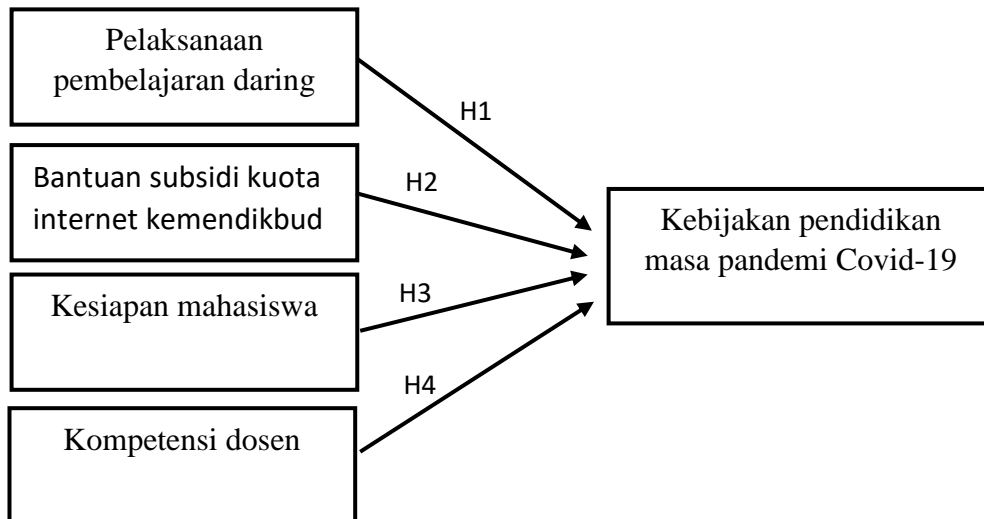 Pelaksanaan
pembelajaran daring
H1
Bantuan subsidi kuota
internet kemendikbud
H2
Kebijakan pendidikan
masa pandemi Covid-19
Kesiapan mahasiswa
H3
H4
Kompetensi dosen